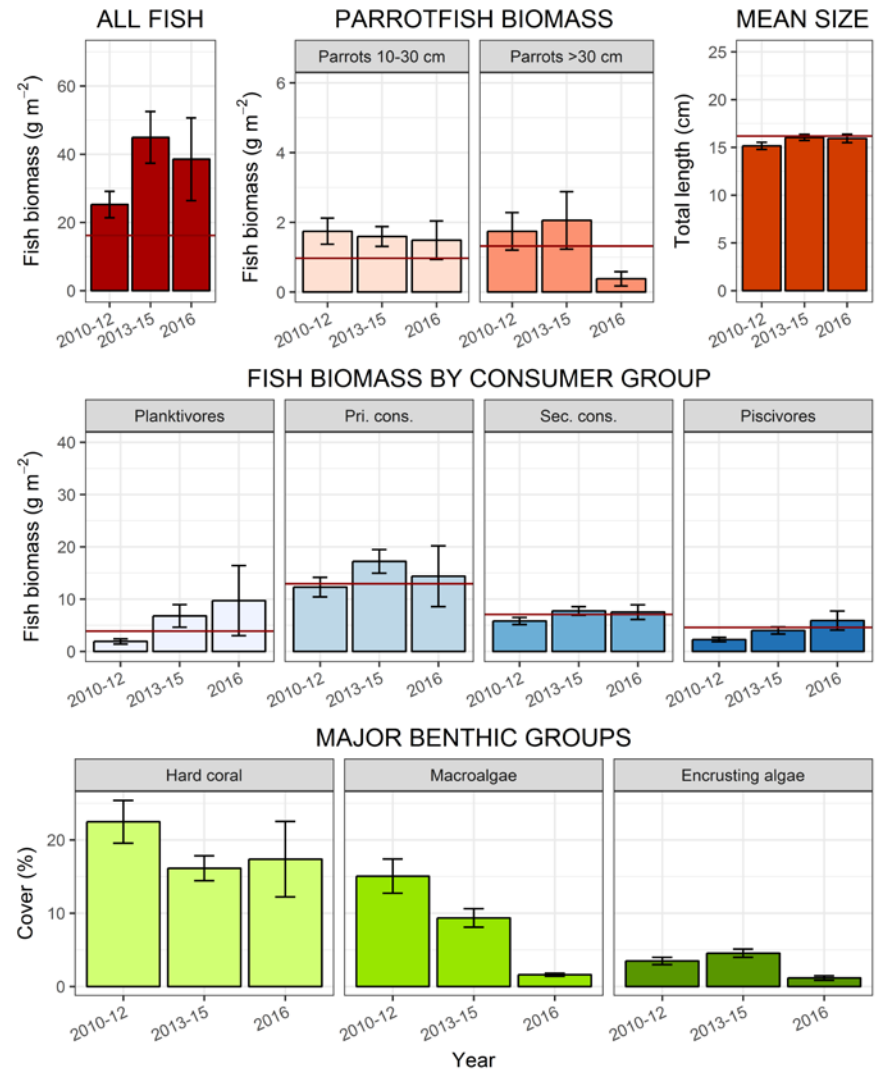 ALL FISH
PARROTFISH BIOMASS
MEAN SIZE
Parrots 10-30 cm
Parrots >30 cm
Fish biomass (g m⁻²)
60
40
20
0
2010-12
2013-15
2016
Fish biomass (g m⁻²)
6
4
2
0
2010-12
2013-15
2016
2010-12
2013-15
2016
Total length (cm)
25
20
15
10
5
0
2010-12
2013-15
2016
FISH BIOMASS BY CONSUMER GROUP
Planktivores
Pri. cons.
Sec. cons.
Piscivores
Fish biomass (g m⁻²)
40
30
20
10
0
2010-12
2013-15
2016
2010-12
2013-15
2016
2010-12
2013-15
2016
2010-12
2013-15
2016
MAJOR BENTHIC GROUPS
Hard coral
Macroalgae
Encrusting algae
Cover (%)
20
10
0
2010-12
2013-15
2016
2010-12
2013-15
2016
2010-12
2013-15
2016
Year